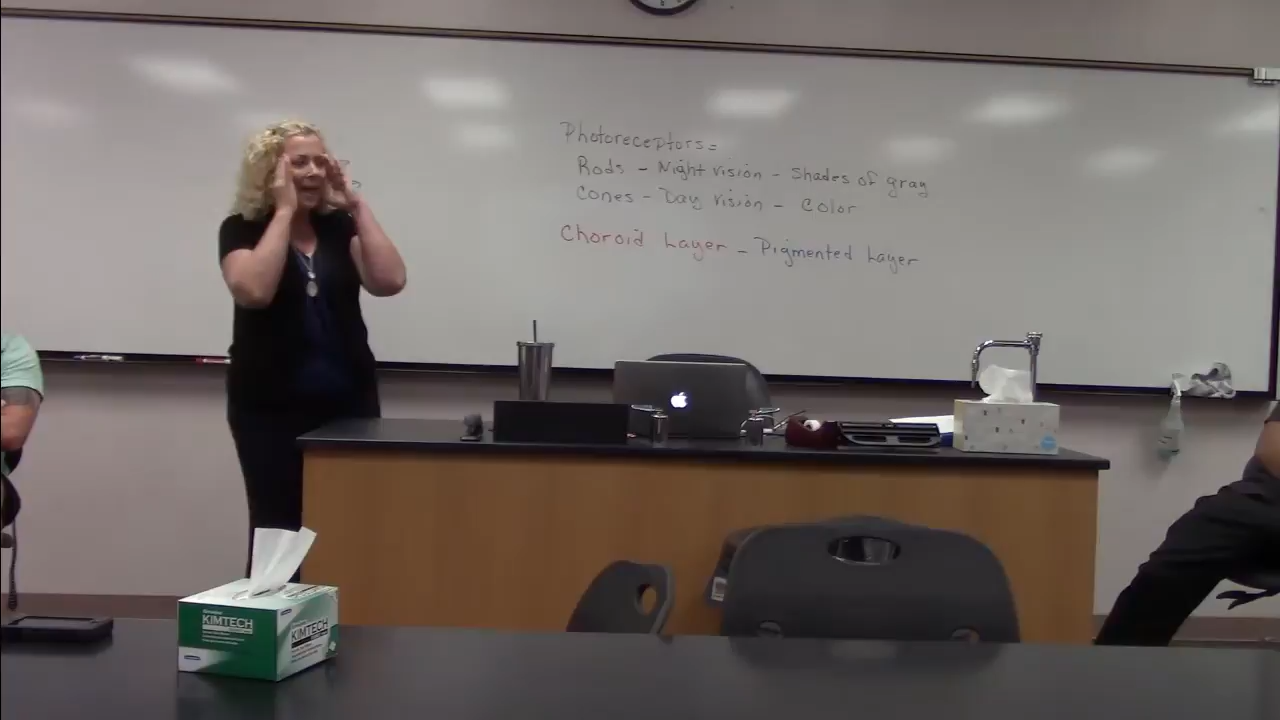 Photoreceptors =
Rods - Night vision - Shades of gray
Cones - Day vision - Color
Choroid Layer - Pigmented Layer
KIMTECH
KIMTECH